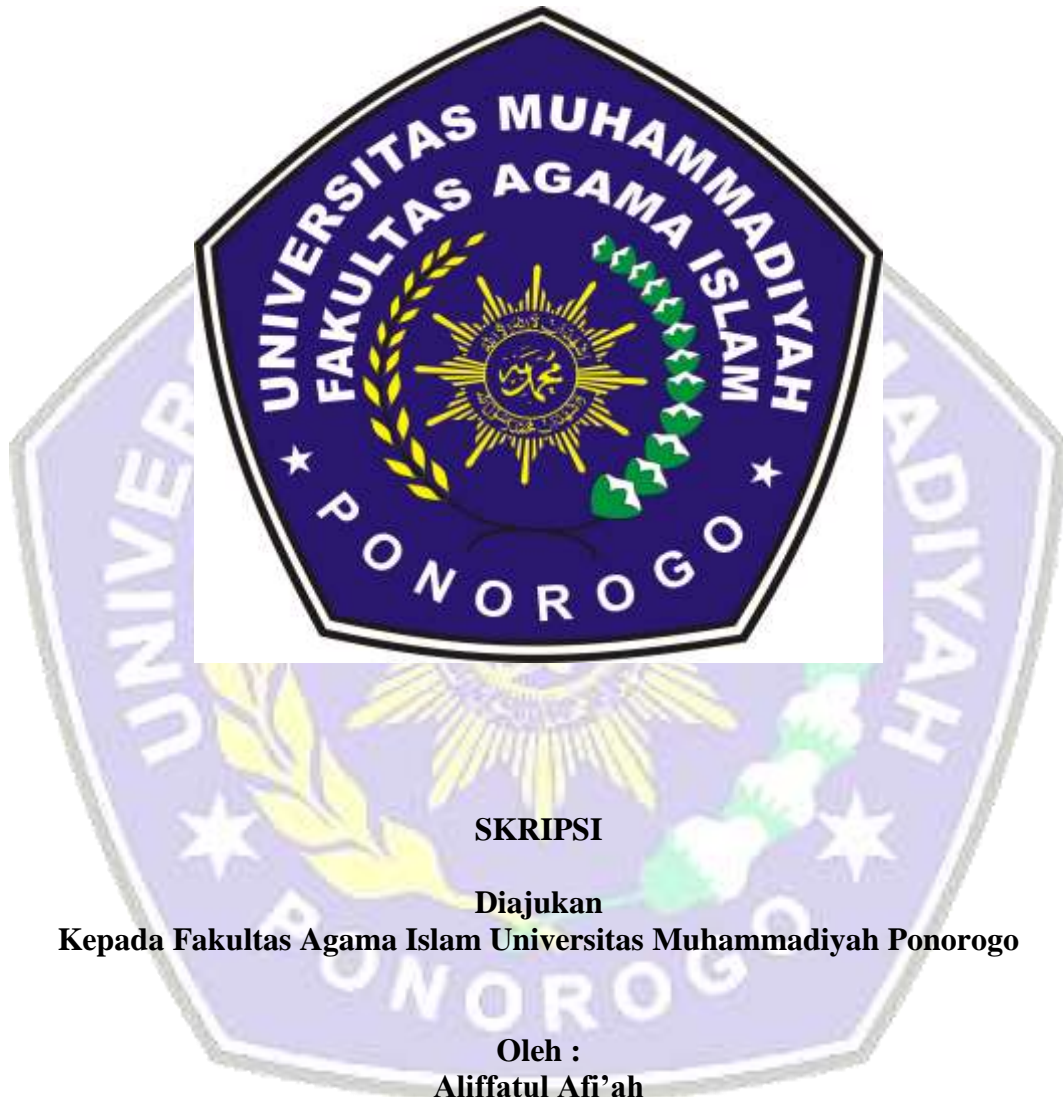 UNIVERSITAS MUHAMMADIYAH
FAKULTAS AGAMA ISLAM
محمد
★ PONOROGO ★
SKRIPSI
Diajukan
Kepada Fakultas Agama Islam Universitas Muhammadiyah Ponorogo
Oleh :
Aliffatul Afi’ah